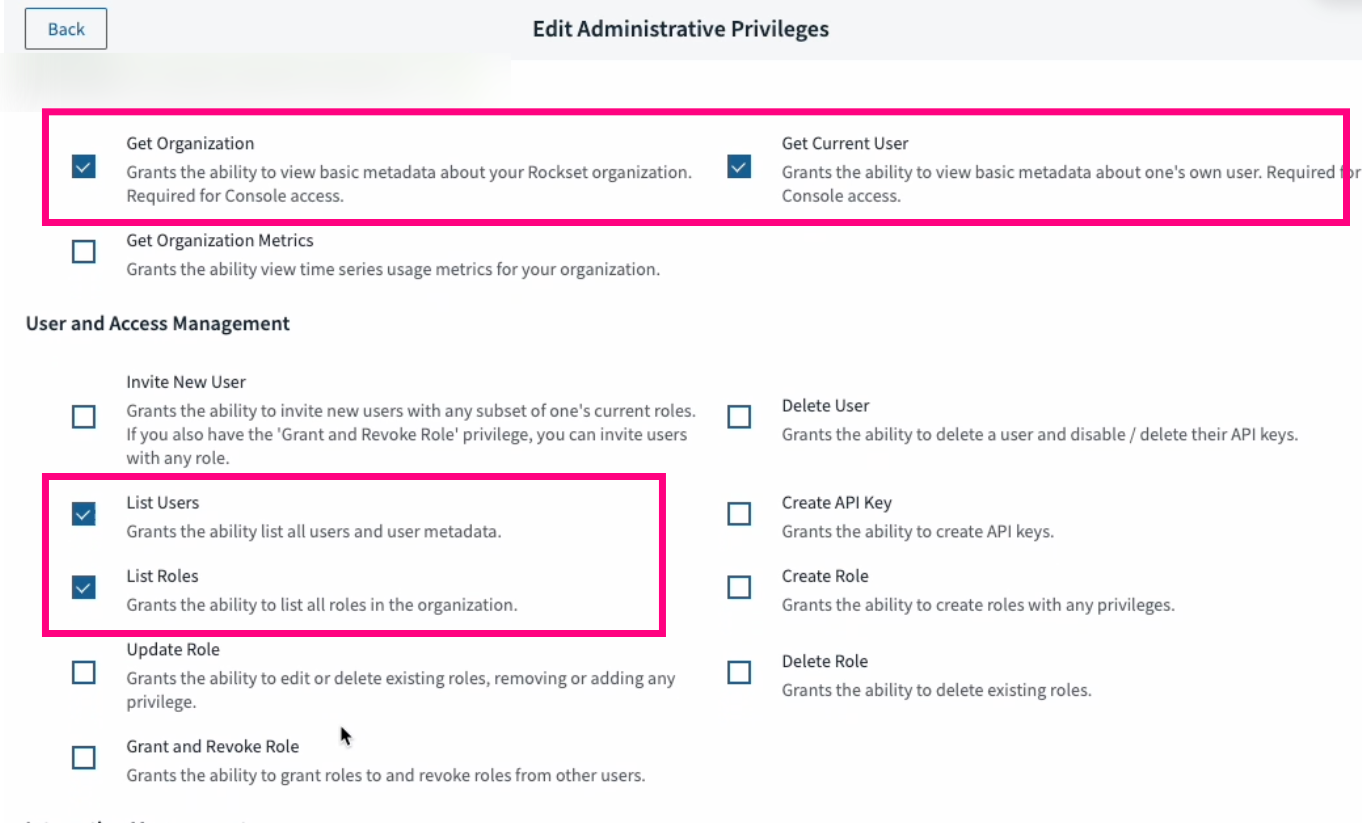 Back
Edit Administrative Privileges
Get Organization
Grants the ability to view basic metadata about your Rockset organization.
Required for Console access.
Get Current User
Grants the ability to view basic metadata about one's own user. Required for
Console access.
Get Organization Metrics
Grants the ability view time series usage metrics for your organization.
User and Access Management
Invite New User
Grants the ability to invite new users with any subset of one's current roles.
If you also have the 'Grant and Revoke Role' privilege, you can invite users
with any role.
Delete User
Grants the ability to delete a user and disable / delete their API keys.
List Users
Grants the ability list all users and user metadata.
Create API Key
Grants the ability to create API keys.
List Roles
Grants the ability to list all roles in the organization.
Create Role
Grants the ability to create roles with any privileges.
Update Role
Grants the ability to edit or delete existing roles, removing or adding any
privilege.
Delete Role
Grants the ability to delete existing roles.
Grant and Revoke Role
Grants the ability to grant roles to and revoke roles from other users.